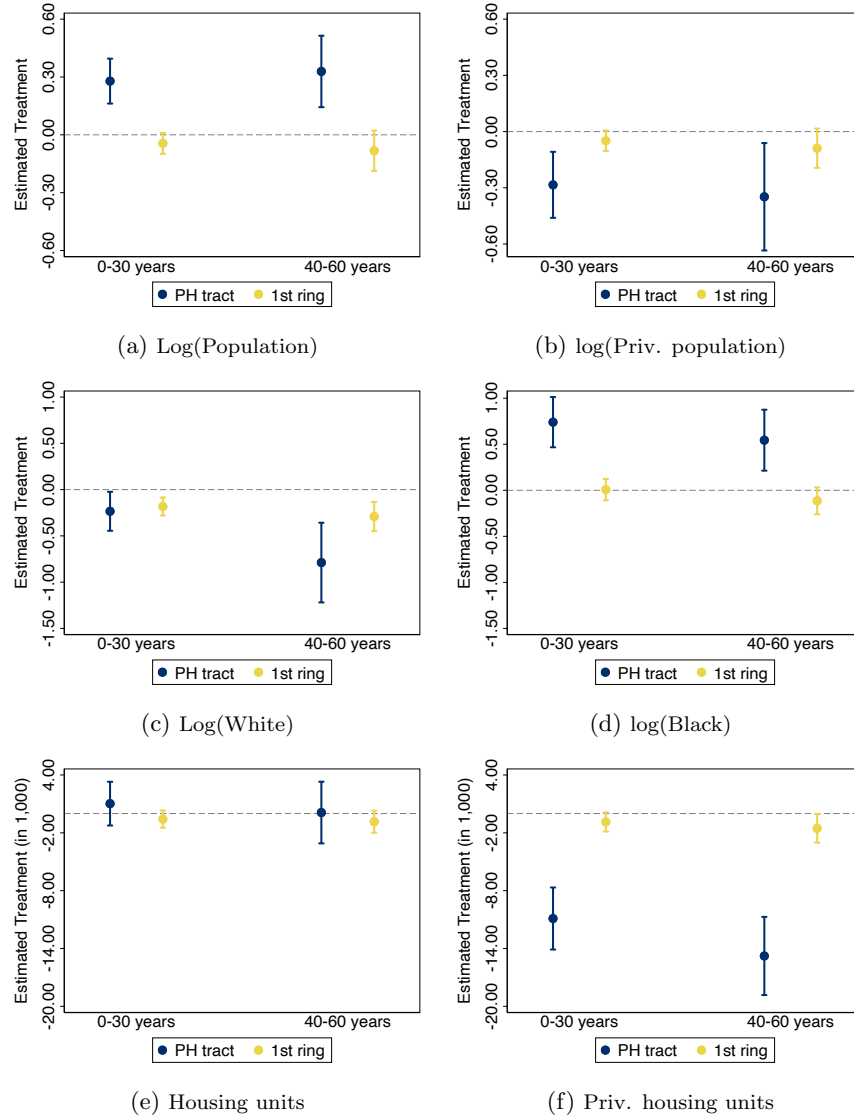 Estimated Treatment
0.60
0.30
0.00
-0.30
-0.60
0-30 years
40-60 years
PH tract
1st ring
(a) Log(Population)
Estimated Treatment
0.60
0.30
0.00
-0.30
-0.60
0-30 years
40-60 years
PH tract
1st ring
(b) log(Priv. population)
Estimated Treatment
1.00
0.50
0.00
-0.50
-1.00
-1.50
0-30 years
40-60 years
PH tract
1st ring
(c) Log(White)
Estimated Treatment
1.00
0.50
0.00
-0.50
-1.00
-1.50
0-30 years
40-60 years
PH tract
1st ring
(d) log(Black)
Estimated Treatment (in 1,000)
4.00
-2.00
-8.00
-14.00
-20.00
0-30 years
40-60 years
PH tract
1st ring
(e) Housing units
Estimated Treatment (in 1,000)
4.00
-2.00
-8.00
-14.00
-20.00
0-30 years
40-60 years
PH tract
1st ring
(f) Priv. housing units